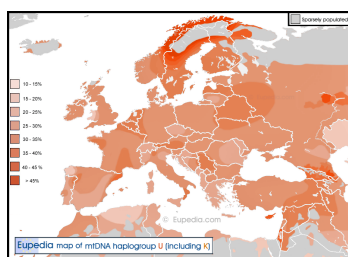 Sparsely populated
10 - 15%
15 - 20%
20 - 25%
25 - 30%
30 - 35%
35 - 40%
40 - 45 %
> 45%
© Eupedia.com
Eupedia map of mtDNA haplogroup U (including K)